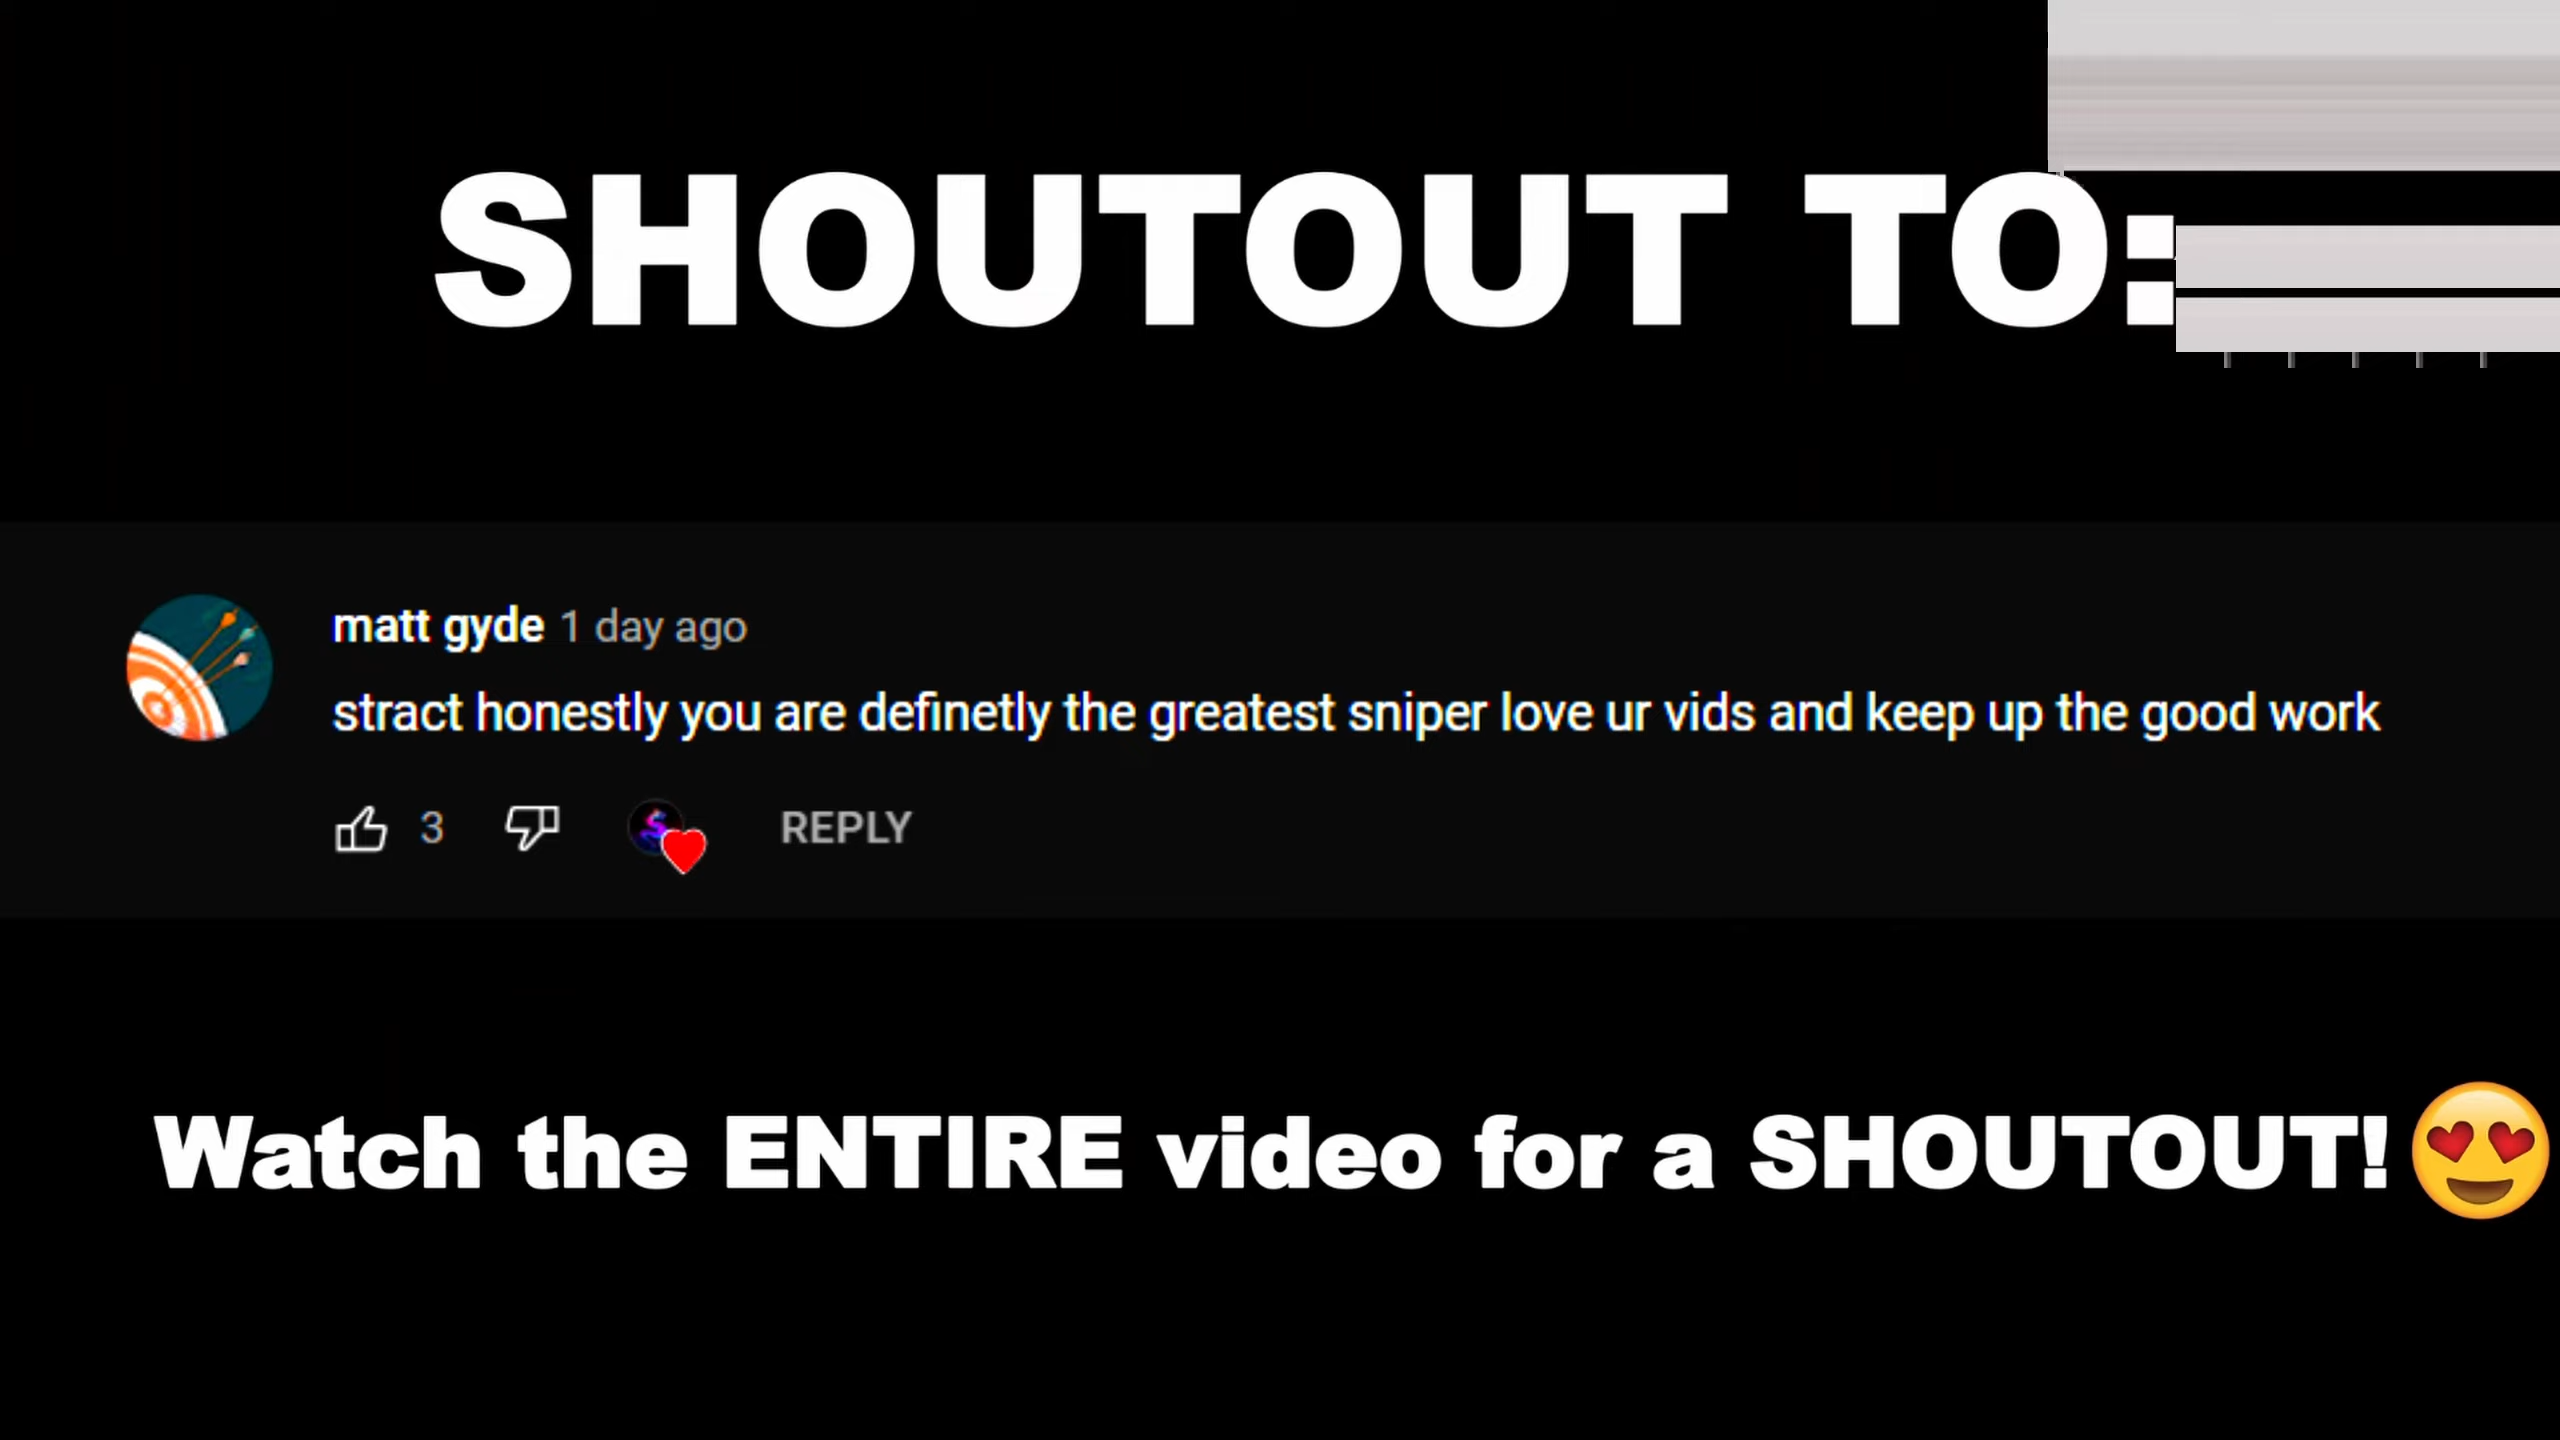 SHOUTOUT TO:
matt gyde 1 day ago
stract honestly you are definetly the greatest sniper love ur vids and keep up the good work
3 REPLY
Watch the ENTIRE video for a SHOUTOUT!😍